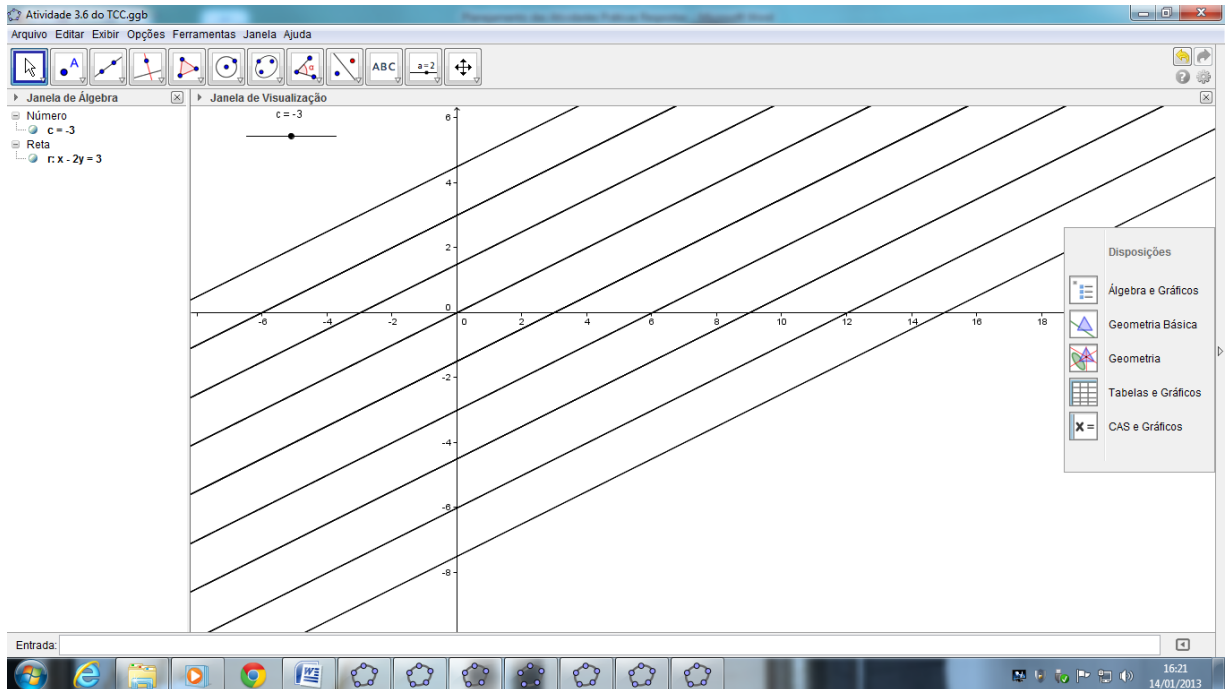 Atividade 3.6 do TCC.ggb
Arquivo Editar Exibir Opções Ferramentas Janela Ajuda
A
α
ABC
a=2
Janela de Álgebra
Janela de Visualização
Número
c = -3
Reta
r: x - 2y = 3
c = -3
6
4
2
0
-2
-4
-6
-8
-6 -4 -2 0 2 4 6 8 10 12 14 16 18
Disposições
Álgebra e Gráficos
Geometria Básica
Geometria
Tabelas e Gráficos
X = CAS e Gráficos
Entrada:
16:21
14/01/2013